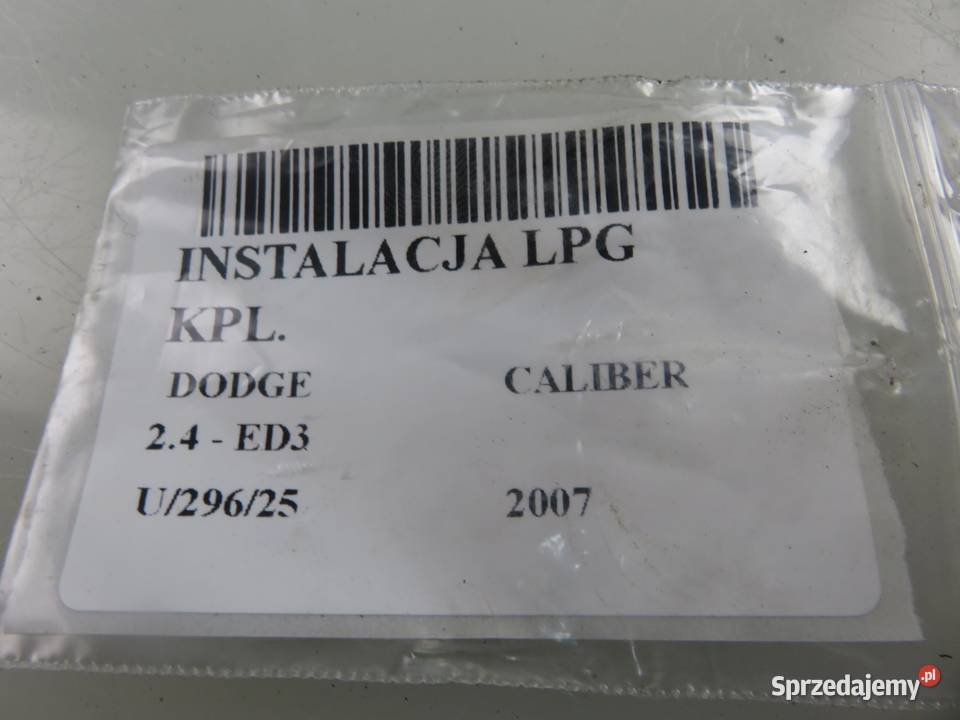 INSTALACJA LPG
KPL.
DODGE CALIBER
2.4 - ED3
U/296/25 2007
Sprzedajemy.pl